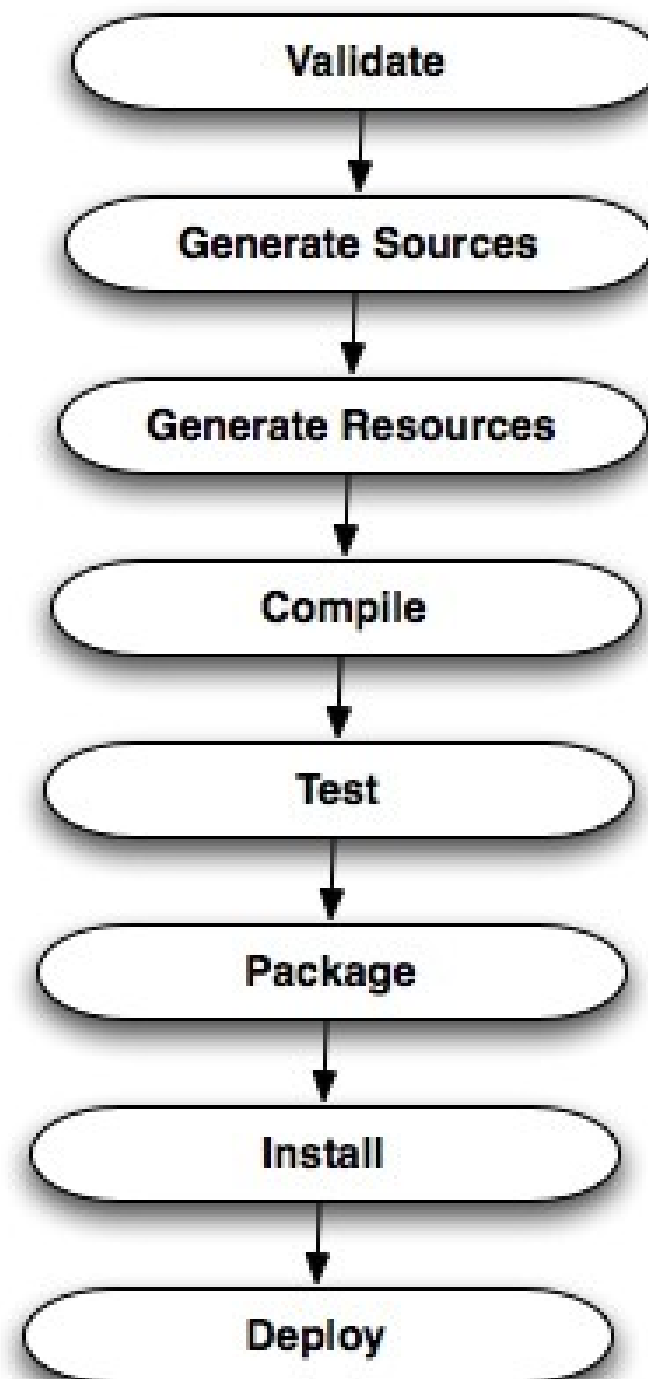 Validate
Generate Sources
Generate Resources
Compile
Test
Package
Install
Deploy